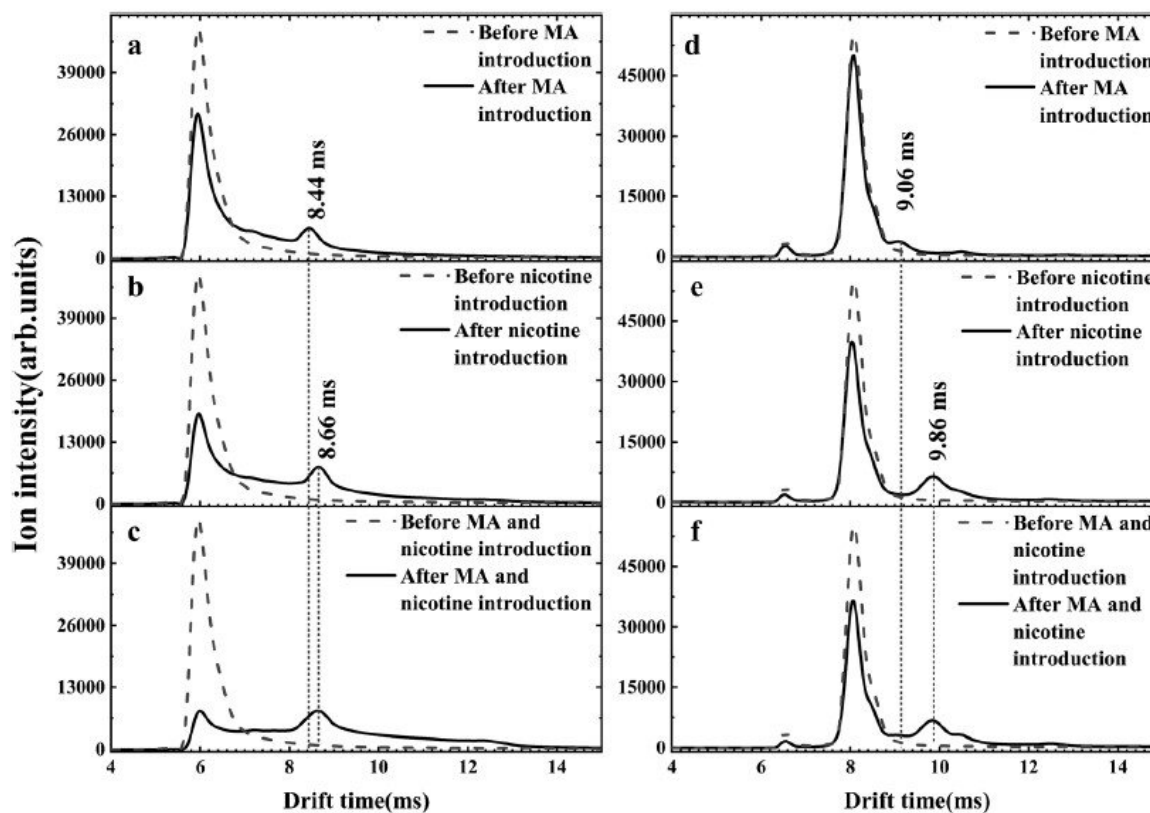 Ion intensity(arb.units)
a
Before MA
introduction
After MA
introduction
39000
26000
13000
0
8.44 ms
b
Before nicotine
introduction
After nicotine
introduction
39000
26000
13000
0
8.66 ms
c
Before MA and
nicotine introduction
After MA and
nicotine introduction
39000
26000
13000
0
4 6 8 10 12 14
Drift time(ms)
d
Before MA
introduction
After MA
introduction
45000
30000
15000
0
9.06 ms
e
Before nicotine
introduction
After nicotine
introduction
45000
30000
15000
0
9.86 ms
f
Before MA and
nicotine
introduction
After MA and
nicotine
introduction
45000
30000
15000
0
4 6 8 10 12 14
Drift time(ms)